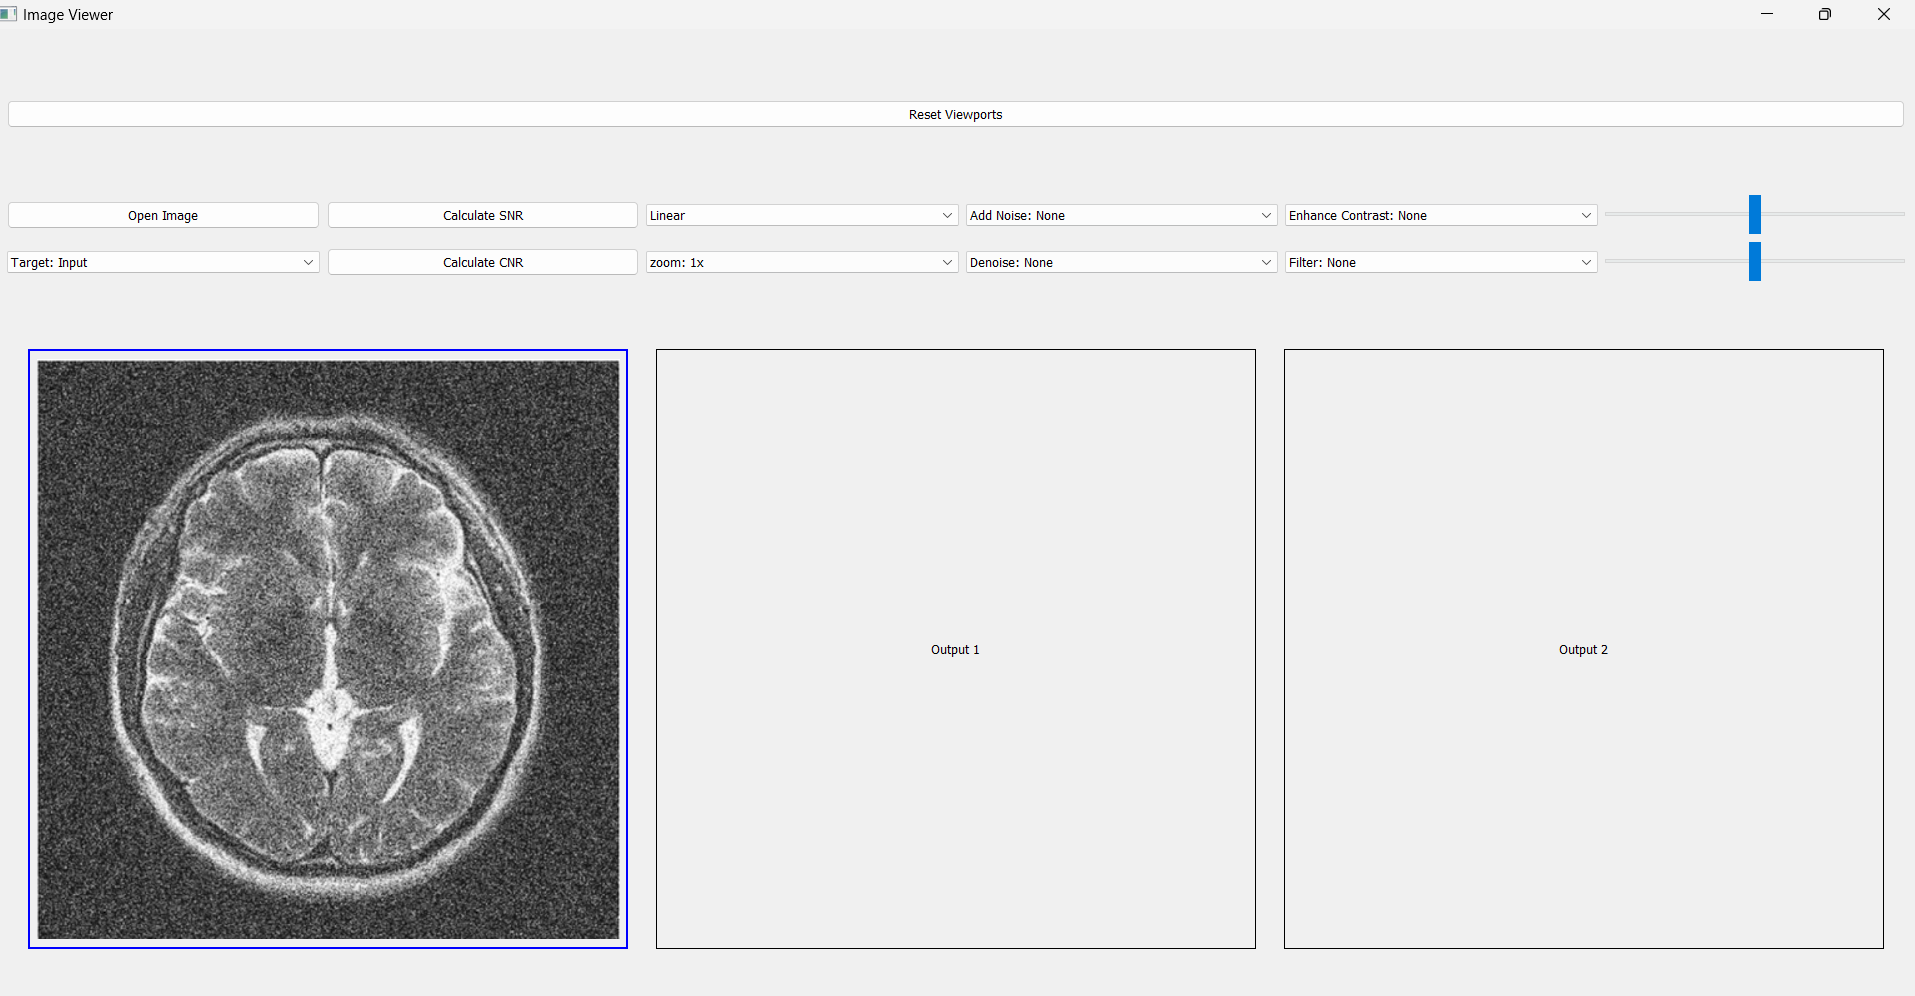 Image Viewer
Reset Viewports
Open Image
Calculate SNR
Linear
Add Noise: None
Enhance Contrast: None
Target: Input
Calculate CNR
zoom: 1x
Denoise: None
Filter: None
Output 1
Output 2